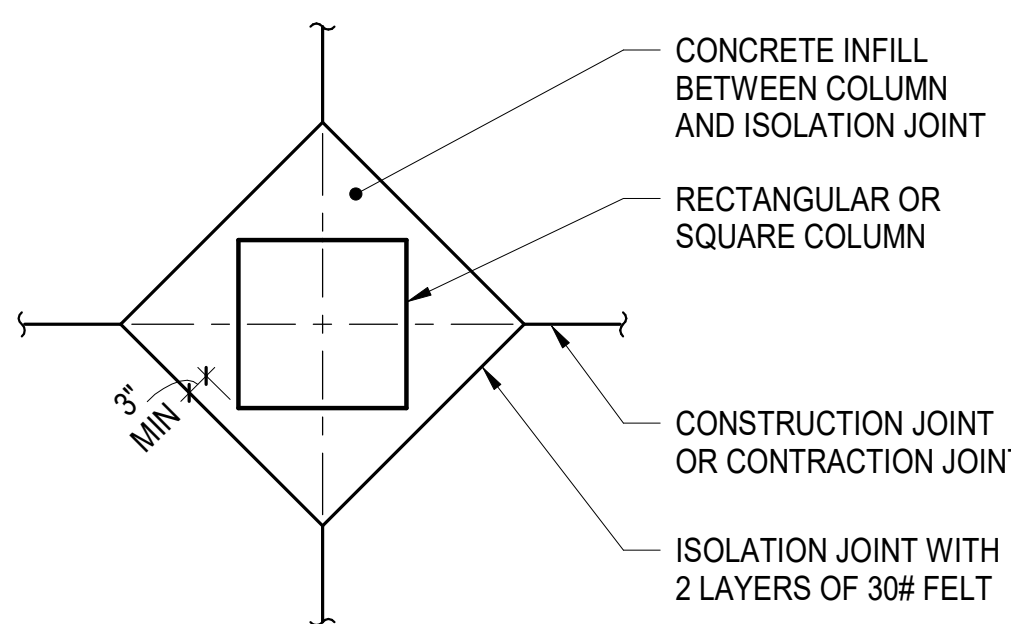 CONCRETE INFILL
BETWEEN COLUMN
AND ISOLATION JOINT
RECTANGULAR OR
SQUARE COLUMN
3"
MIN
CONSTRUCTION JOINT
OR CONTRACTION JOINT
ISOLATION JOINT WITH
2 LAYERS OF 30# FELT